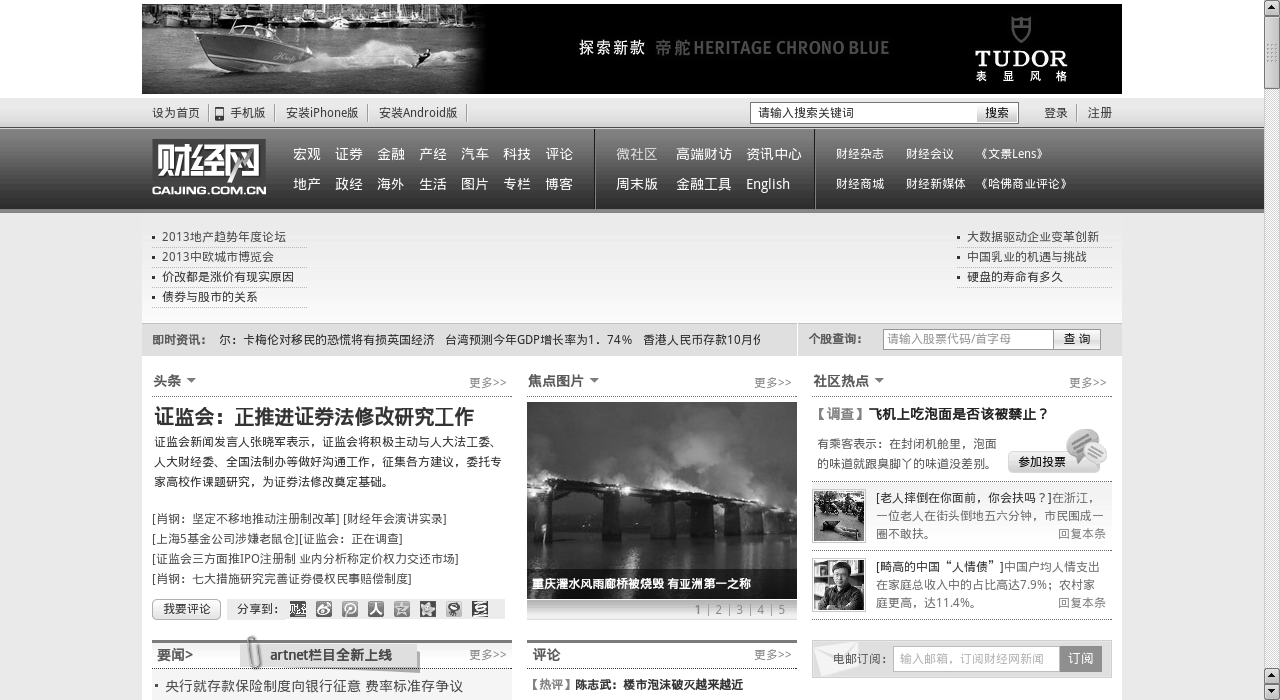 探索新款 帝舵HERITAGE CHRONO BLUE
TUDOR
表显风格
设为首页 手机版 安装iPhone版 安装Android版 请输入搜索关键词 搜索 登录 注册
财经网
CAIJING.COM.CN
宏观 证券 金融 产经 汽车 科技 评论 微社区 高端财访 资讯中心 财经杂志 财经会议 《文景Lens》
地产 政经 海外 生活 图片 专栏 博客 周末版 金融工具 English 财经商城 财经新媒体 《哈佛商业评论》
2013地产趋势年度论坛
2013中欧城市博览会
价改都是涨价有现实原因
债券与股市的关系
大数据驱动企业变革创新
中国乳业的机遇与挑战
硬盘的寿命有多久
即时资讯： 尔：卡梅伦对移民的恐慌将在损英国经济 台湾预测今年GDP增长率为1．74% 香港人民币存款10月份
个股查询： 请输入股票代码/首字母 查 询
头条 更多>>
证监会：正推进证券法修改研究工作
证监会新闻发言人张晓军表示，证监会将积极主动与人大法工委、
人大财经委、全国法制办等做好沟通工作，征集各方建议，委托专
家高校作课题研究，为证券法修改奠定基础。
[肖钢：坚定不移地推动注册制改革] [财经年会演讲实录]
[上海5基金公司涉嫌老鼠仓][证监会：正在调查]
[证监会三方面推IPO注册制 业内分析称定价权力交还市场]
[肖钢：七大措施研究完善证券侵权民事赔偿制度]
我要评论 分享到：
焦点图片 更多>>
重庆濯水风雨廊桥被烧毁 有亚洲第一之称
1 | 2 | 3 | 4 | 5
社区热点 更多>>
【调查】飞机上吃泡面是否该被禁止？
有乘客表示：在封闭机舱里，泡面
的味道就跟臭脚丫的味道没差别。
参加投票
[老人摔倒在你面前，你会扶吗？]在浙江，
一位老人在街头倒地五六分钟，市民围成一
圈不敢扶。 回复本条
[畸高的中国“人情债”]中国户均人情支出
在家庭总收入中的占比高达7.9%；农村家
庭更高，达11.4%。 回复本条
要闻> artnet栏目全新上线 更多>>
央行就存款保险制度向银行征意 费率标准存争议
评论 更多>>
【热评】陈志武：楼市泡沫破灭越来越近
电邮订阅： 输入邮箱，订阅财经网新闻 订阅